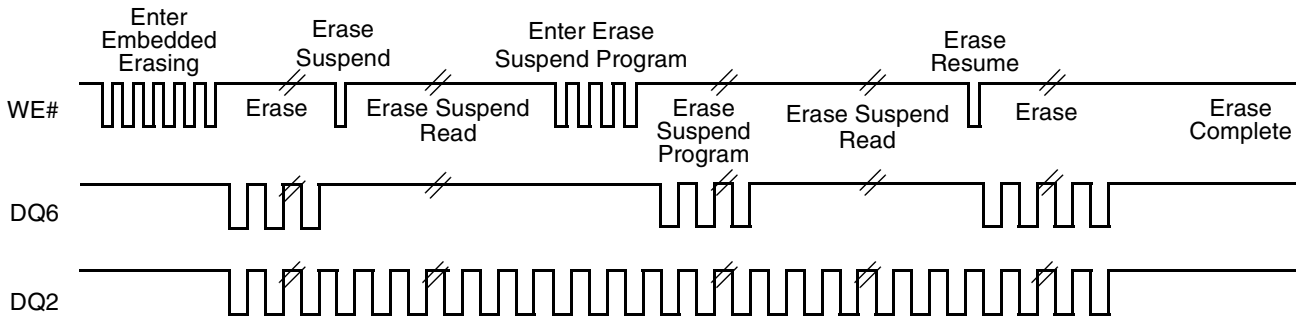 Enter
Embedded
Erasing
Erase
Suspend
Enter Erase
Suspend Program
Erase
Resume
WE#
Erase
Erase Suspend
Read
Erase
Suspend
Program
Erase Suspend
Read
Erase
Erase
Complete
DQ6
DQ2